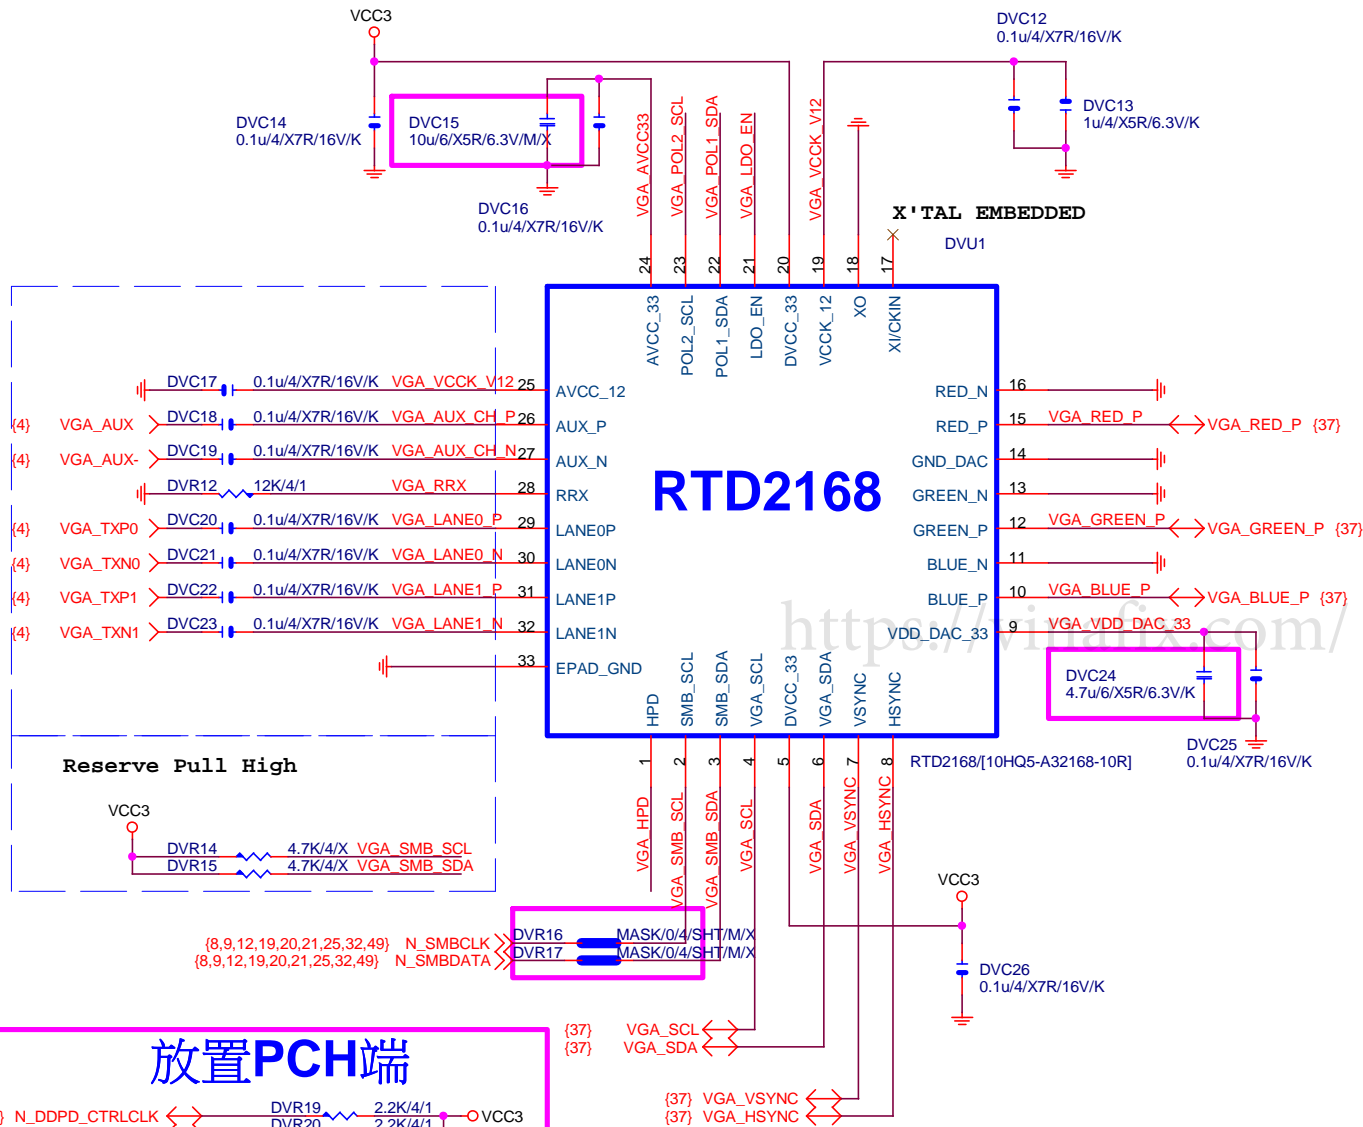 VCC3
DVC12
0.1u/4/X7R/16V/K
DVC14
0.1u/4/X7R/16V/K
DVC15
10u/6/X5R/6.3V/M/X
DVC13
1u/4/X5R/6.3V/K
DVC16
0.1u/4/X7R/16V/K
VGA_AVCC33
VGA_POL2_SCL
VGA_POL1_SDA
VGA_LDO_EN
VGA_VCCK_V12
X'TAL EMBEDDED
DVU1
24
23
22
21
20
19
18
17
AVCC_33
POL2_SCL
POL1_SDA
LDO_EN
DVCC_33
VCCK_12
XO
XI/CKIN
DVC17 0.1u/4/X7R/16V/K VGA_VCCK_V12 25 AVCC_12
{4} VGA_AUX DVC18 0.1u/4/X7R/16V/K VGA_AUX_CH_P 26 AUX_P
{4} VGA_AUX- DVC19 0.1u/4/X7R/16V/K VGA_AUX_CH_N 27 AUX_N
DVR12 12K/4/1 VGA_RRX 28 RRX
{4} VGA_TXP0 DVC20 0.1u/4/X7R/16V/K VGA_LANE0_P 29 LANE0P
{4} VGA_TXN0 DVC21 0.1u/4/X7R/16V/K VGA_LANE0_N 30 LANE0N
{4} VGA_TXP1 DVC22 0.1u/4/X7R/16V/K VGA_LANE1_P 31 LANE1P
{4} VGA_TXN1 DVC23 0.1u/4/X7R/16V/K VGA_LANE1_N 32 LANE1N
33 EPAD_GND
RTD2168
RED_N 16
RED_P 15 VGA_RED_P VGA_RED_P {37}
GND_DAC 14
GREEN_N 13
GREEN_P 12 VGA_GREEN_P VGA_GREEN_P {37}
BLUE_N 11
BLUE_P 10 VGA_BLUE_P VGA_BLUE_P {37}
VDD_DAC_33 9 VGA_VDD_DAC_33
https://vinafix.com/
DVC24
4.7u/6/X5R/6.3V/K
DVC25
0.1u/4/X7R/16V/K
HPD
SMB_SCL
SMB_SDA
VGA_SCL
DVCC_33
VGA_SDA
VSYNC
HSYNC
1
2
3
4
5
6
7
8
RTD2168/[10HQ5-A32168-10R]
VGA_HPD
VGA_SMB_SCL
VGA_SMB_SDA
VGA_SCL
VGA_SDA
VGA_VSYNC
VGA_HSYNC
Reserve Pull High
VCC3
DVR14 4.7K/4/X VGA_SMB_SCL
DVR15 4.7K/4/X VGA_SMB_SDA
VCC3
DVC26
0.1u/4/X7R/16V/K
{8,9,12,19,20,21,25,32,49} N_SMBCLK DVR16 MASK/0/4/SHT/M/X
{8,9,12,19,20,21,25,32,49} N_SMBDATA DVR17 MASK/0/4/SHT/M/X
{37} VGA_SCL
{37} VGA_SDA
{37} VGA_VSYNC
{37} VGA_HSYNC
放置PCH端
} N_DDPD_CTRLCLK DVR19 2.2K/4/1 VCC3
DVR20 2.2K/4/1